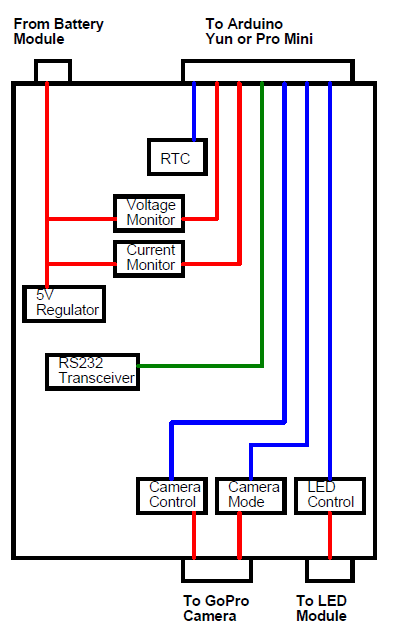 From Battery
Module
To Arduino
Yun or Pro Mini
RTC
Voltage
Monitor
Current
Monitor
5V
Regulator
RS232
Transceiver
Camera
Control
Camera
Mode
LED
Control
To GoPro
Camera
To LED
Module